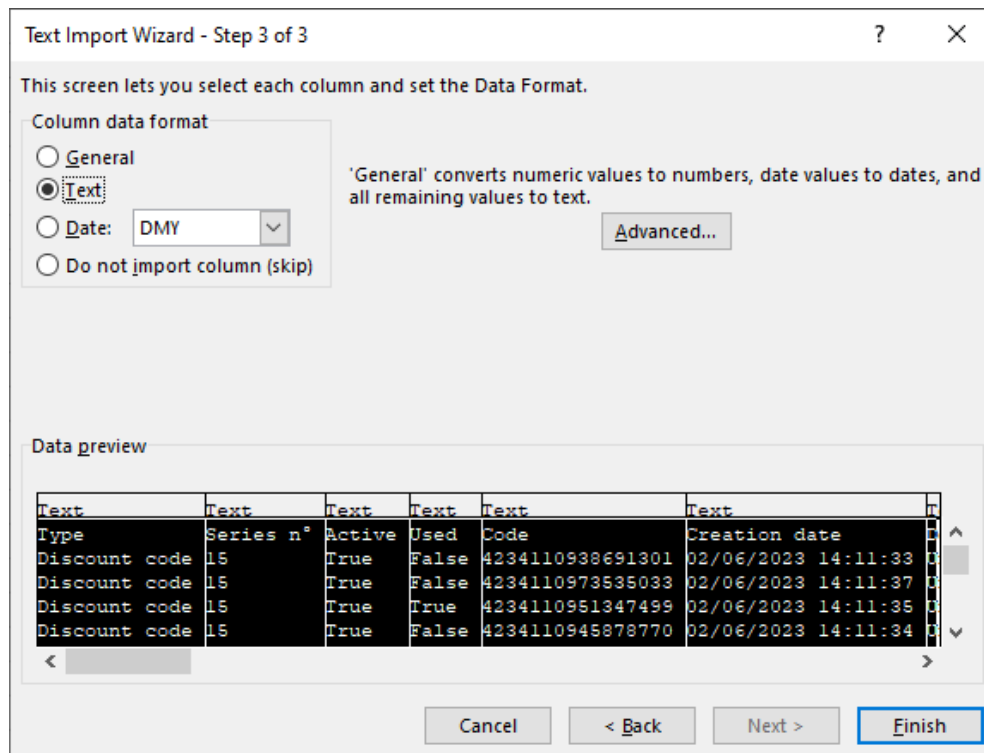 Text Import Wizard - Step 3 of 3
This screen lets you select each column and set the Data Format.
Column data format
General
Text
Date: DMY
Do not import column (skip)
'General' converts numeric values to numbers, date values to dates, and
all remaining values to text.
Advanced...
Data preview
Text Text Text Text Text Text
Type Series n° Active Used Code Creation date
Discount code 15 True False 4234110938691301 02/06/2023 14:11:33
Discount code 15 True False 4234110973535033 02/06/2023 14:11:37
Discount code 15 True True 4234110951347499 02/06/2023 14:11:35
Discount code 15 True False 4234110945878770 02/06/2023 14:11:34
Cancel < Back Next > Finish